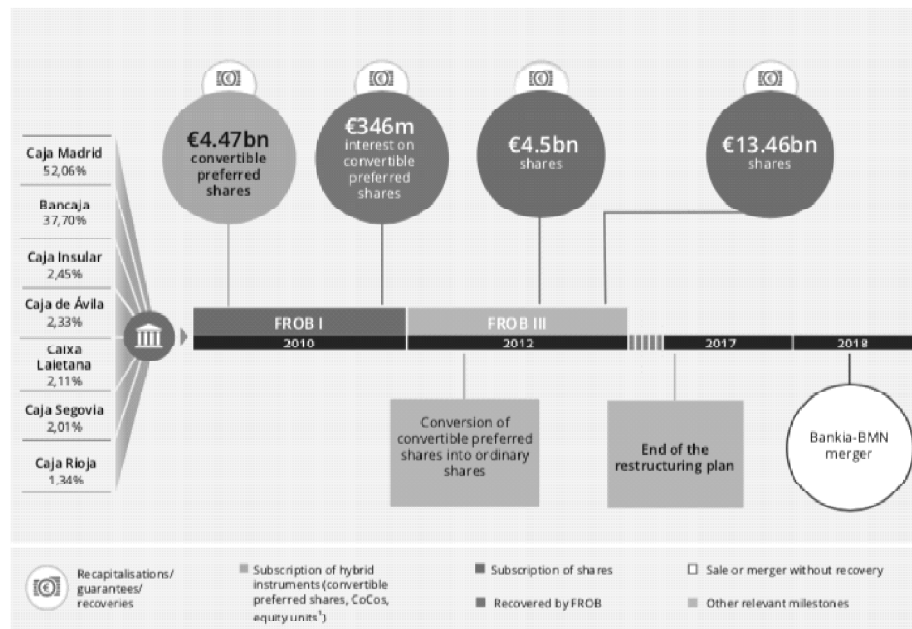 €4.47bn
convertible
preferred
shares
€346m
interest on
convertible
preferred
shares
€4.5bn
shares
€13.46bn
shares
Caja Madrid
52,06%
Bancaja
37,70%
Caja Insular
2,45%
Caja de Ávila
2,33%
Caixa
Laietana
2,11%
Caja Segovia
2,01%
Caja Rioja
1,34%
FROB I
FROB III
2010
2012
2017
2018
Conversion of
convertible preferred
shares into ordinary
shares
End of the
restructuring plan
Bankia-BMN
merger
Recapitalisations/
guarantees/
recoveries
Subscription of hybrid
instruments (convertible
preferred shares, CoCos,
equity units¹)
Subscription of shares
Recovered by FROB
Sale or merger without recovery
Other relevant milestones